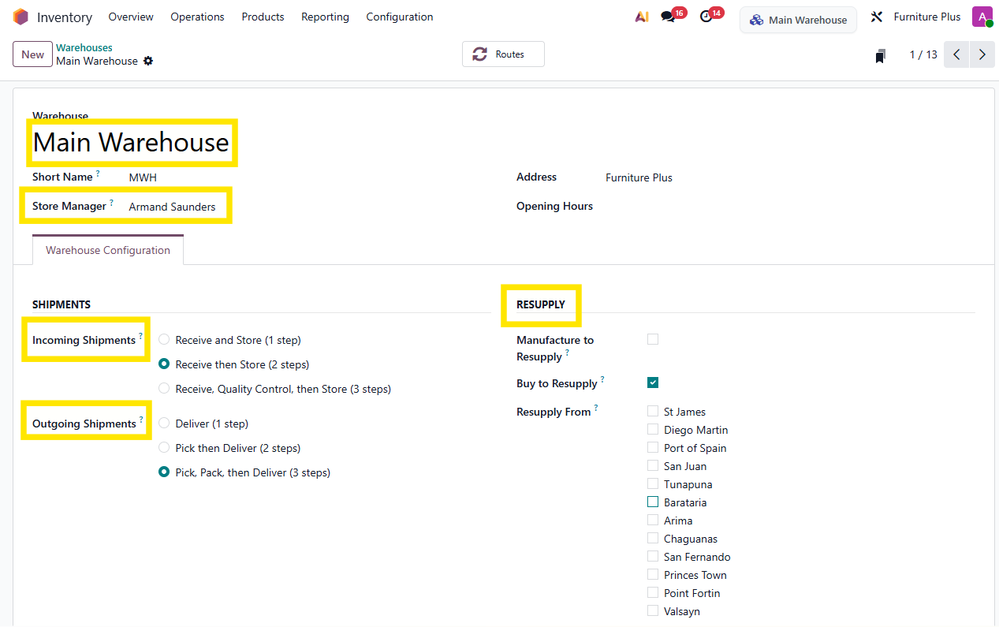 Inventory Overview Operations Products Reporting Configuration AI 16 14 Main Warehouse Furniture Plus A
New Warehouses Routes 1 / 13
Main Warehouse
Warehouse
Main Warehouse
Short Name ? MWH Address Furniture Plus
Store Manager ? Armand Saunders Opening Hours
Warehouse Configuration
SHIPMENTS RESUPPLY
Incoming Shipments ? Receive and Store (1 step) Manufacture to
Resupply ?
Receive then Store (2 steps)
Receive, Quality Control, then Store (3 steps) Buy to Resupply ?
Outgoing Shipments ? Deliver (1 step) Resupply From ? St James
Diego Martin
Pick then Deliver (2 steps) Port of Spain
San Juan
Pick, Pack, then Deliver (3 steps) Tunapuna
Barataria
Arima
Chaguanas
San Fernando
Princes Town
Point Fortin
Valsayn